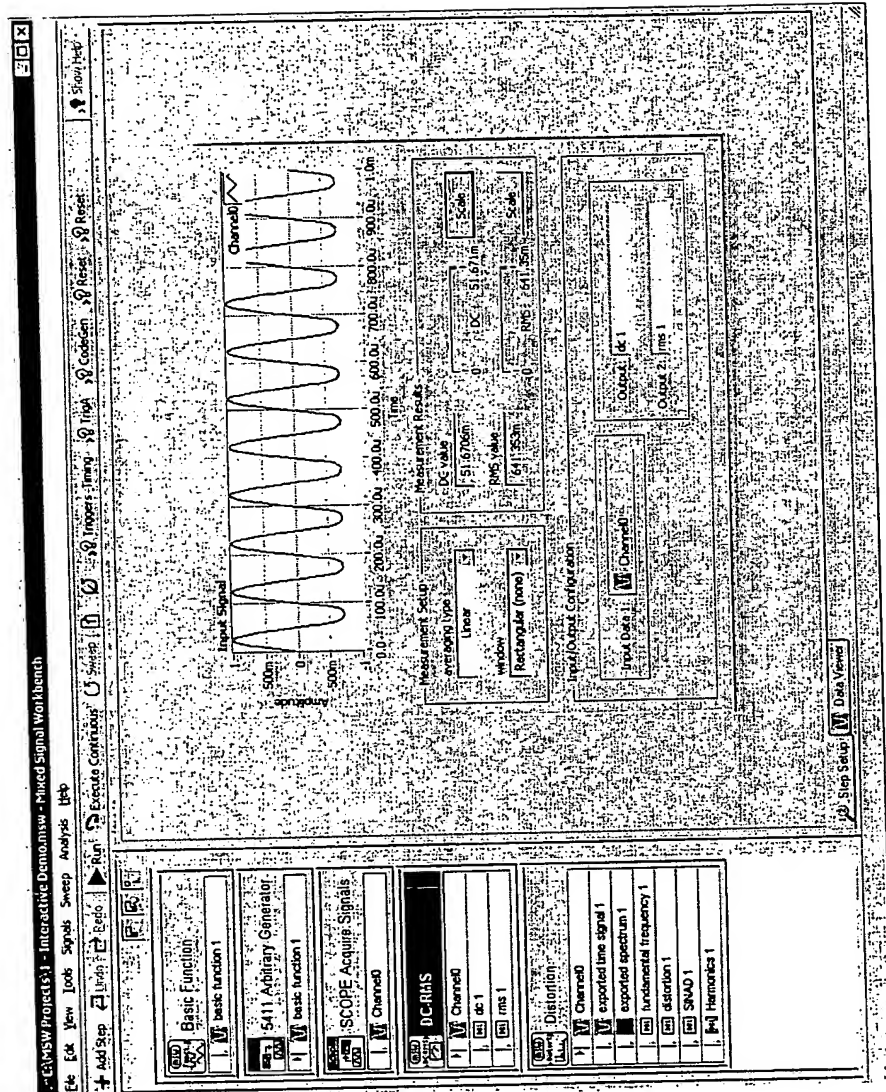 C:\MSW Projects\1 - Interactive Demo.msw - Mixed Signal Workbench
File Edit View Tools Signals Sweep Analysis Help
Add Step Undo Redo Run Execute Continuous Sweep Triggers - Timing TrigA CodeGen Reset Reset Show Help
Basic Function
basic function 1
5411 Arbitrary Generator
basic function 1
SCOPE Acquire Signals
Channel0
DC-RMS
Channel0
dc 1
rms 1
Distortion
Channel0
exported time signal 1
exported spectrum 1
fundamental frequency 1
distortion 1
SINAD 1
Harmonics 1
Input Signal
Channel0
Amplitude
1
500m
0
-500m
-1
0.0 100.0u 200.0u 300.0u 400.0u 500.0u 600.0u 700.0u 800.0u 900.0u 1.0m
Time
Measurement Setup
averaging type
Linear
window
Rectangular (none)
Measurement Results
DC value
51.6706m
0 DC 51.671m
Scale
RMS value
641.353m
0 RMS 641.35m
Scale
Input/Output Configuration
Input Data 1 Channel0
Output 1 dc 1
Output 2 rms 1
Step Setup Data Viewer